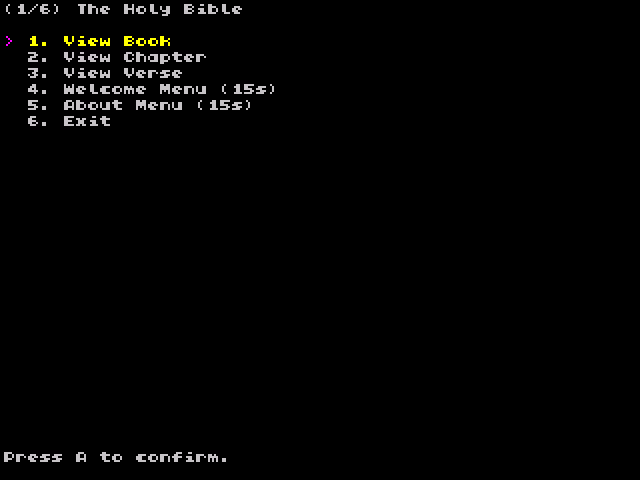 (1/6) The Holy Bible
> 1. View Book
2. View Chapter
3. View Verse
4. Welcome Menu (15s)
5. About Menu (15s)
6. Exit
Press A to confirm.